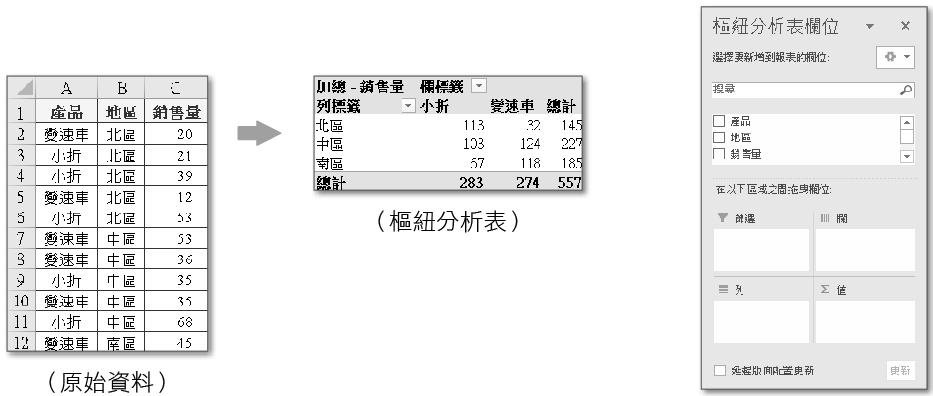 A B C
1 產品 地區 銷售量
2 變速車 北區 20
3 小折 北區 21
4 小折 北區 39
5 變速車 北區 12
6 小折 北區 53
7 變速車 中區 53
8 變速車 中區 36
9 小折 中區 35
10 變速車 中區 35
11 小折 中區 68
12 變速車 南區 45
（原始資料）
加總 - 銷售量 欄標籤
列標籤 小折 變速車 總計
北區 113 32 145
中區 103 124 227
南區 67 118 185
總計 283 274 557
（樞紐分析表）
樞紐分析表欄位
選擇要新增到報表的欄位:
搜尋
產品
地區
銷售量
在以下區域之間拖曳欄位:
篩選
欄
列
Σ 值
延遲版面配置更新
更新